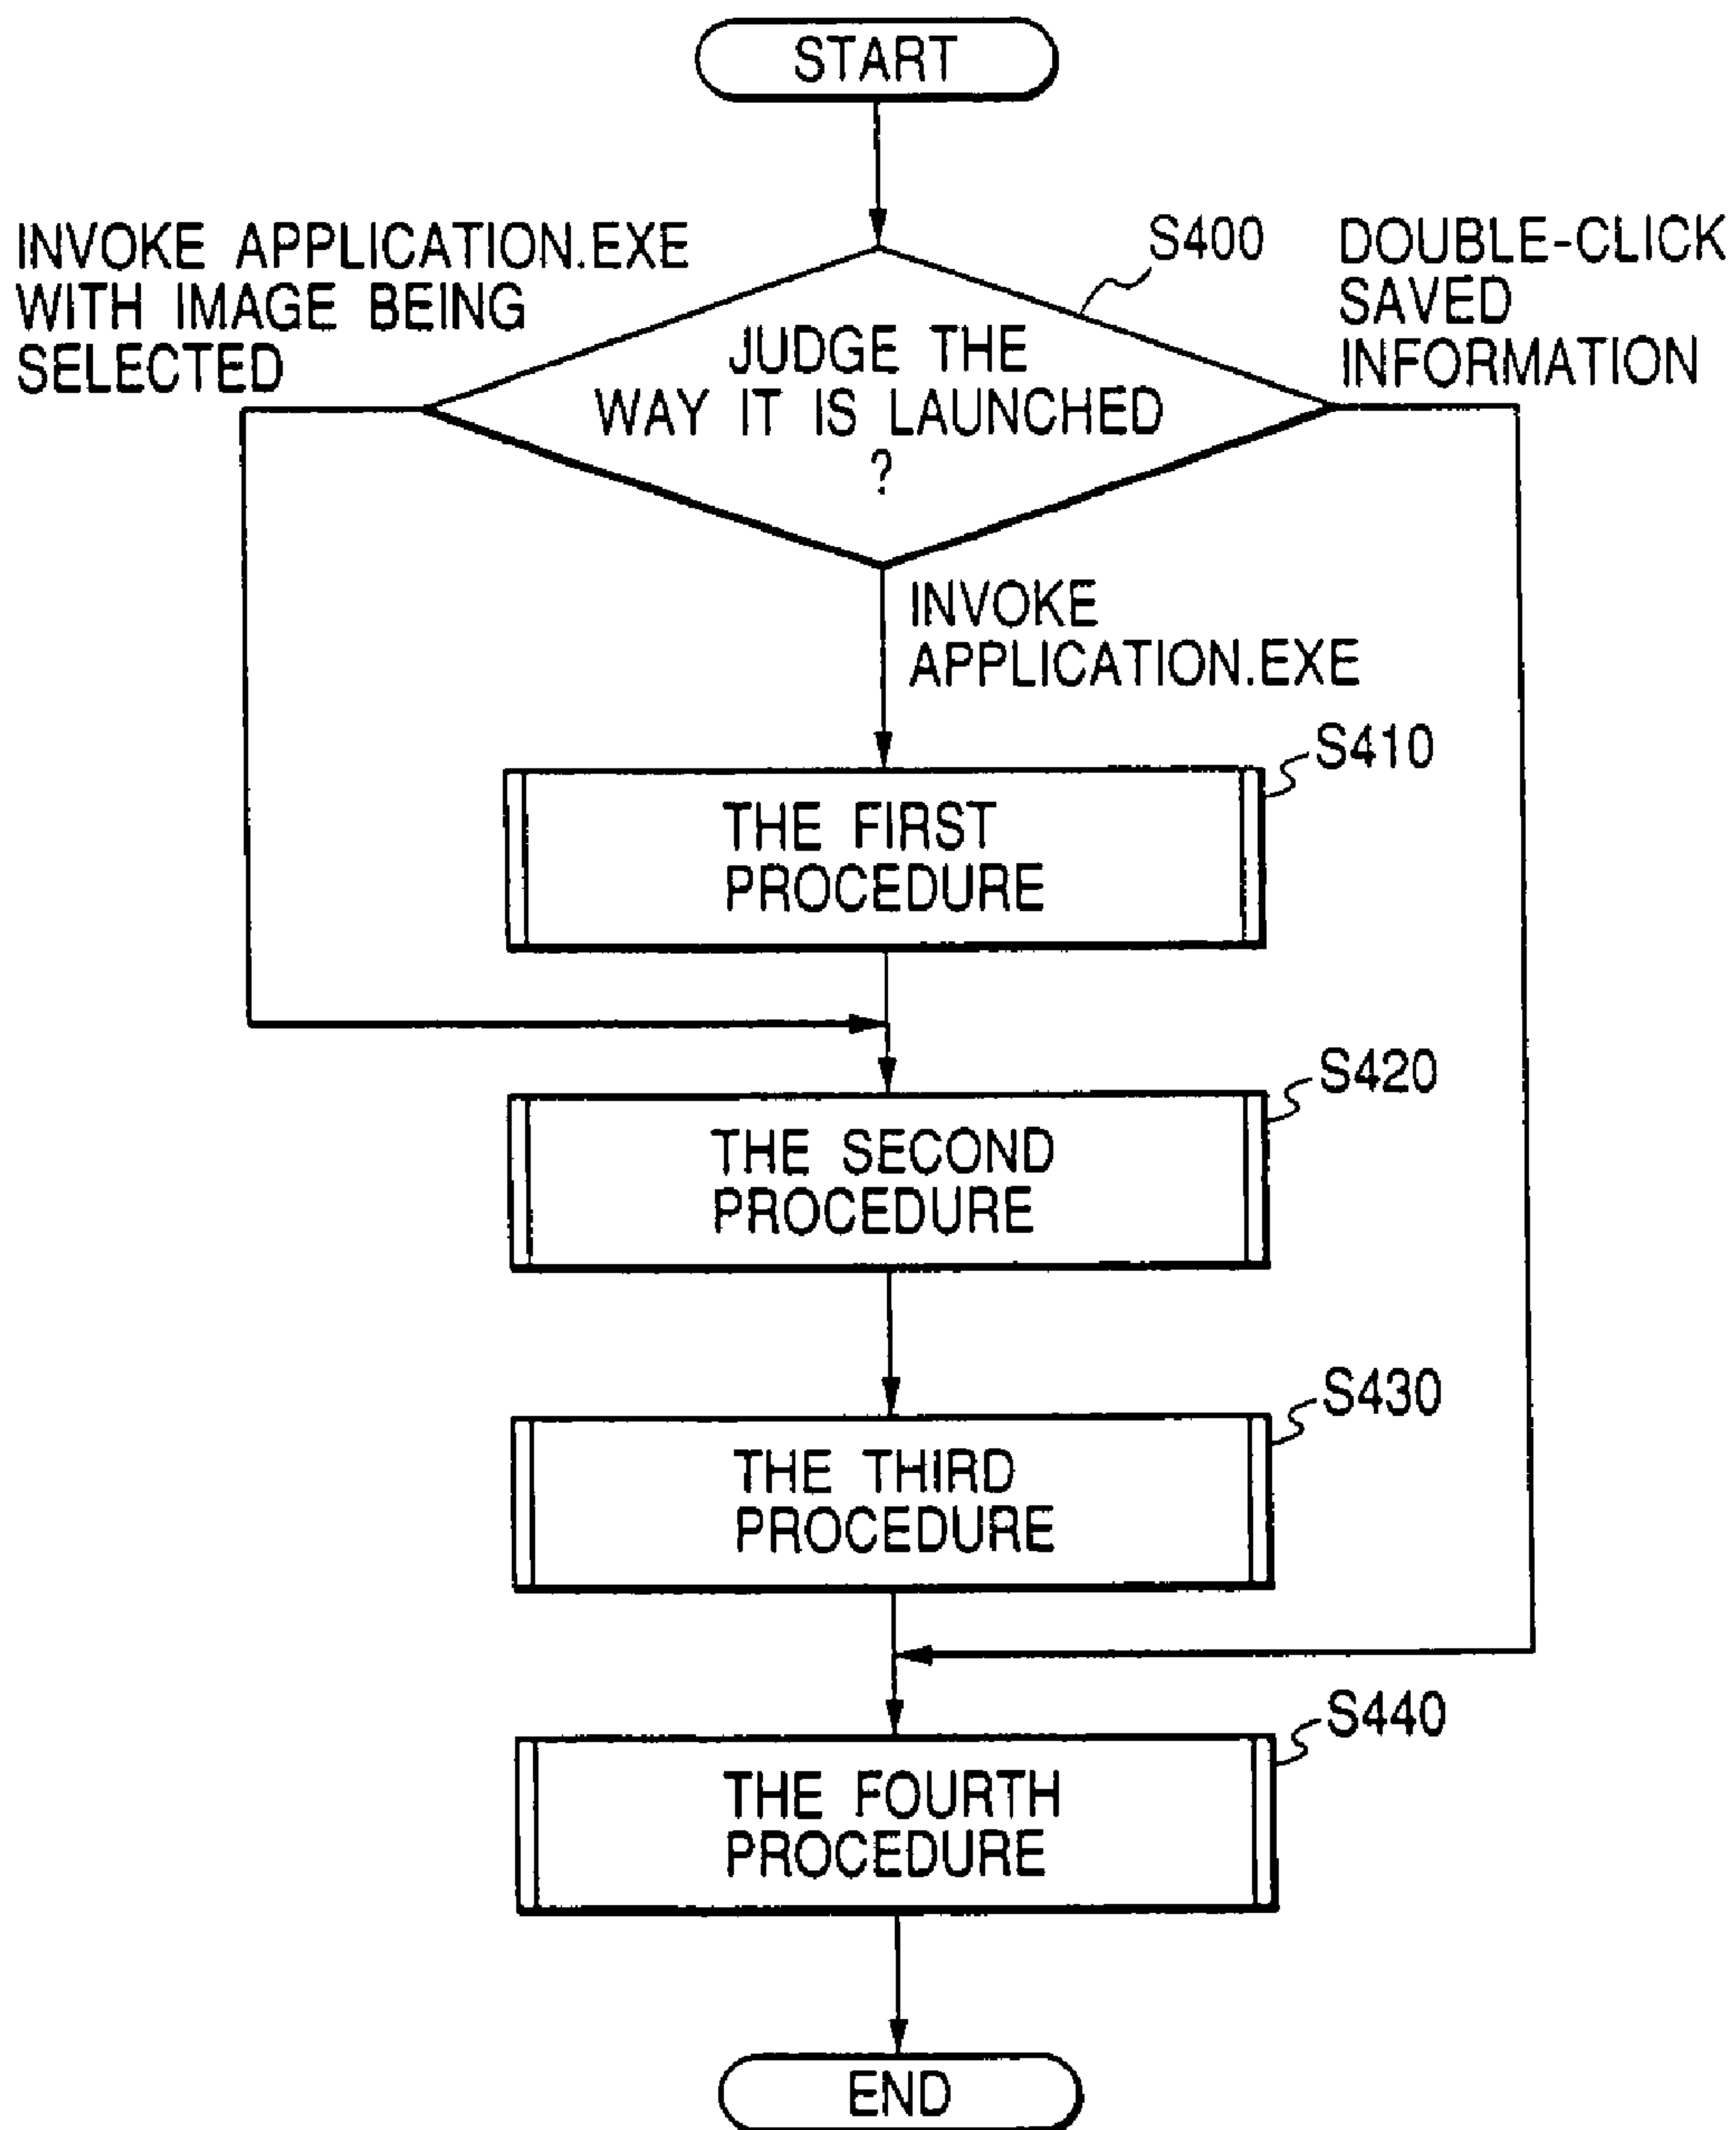 START
INVOKE APPLICATION.EXE
WITH IMAGE BEING
SELECTED
S400
DOUBLE-CLICK
SAVED
INFORMATION
JUDGE THE
WAY IT IS LAUNCHED
?
INVOKE
APPLICATION.EXE
S410
THE FIRST
PROCEDURE
S420
THE SECOND
PROCEDURE
S430
THE THIRD
PROCEDURE
S440
THE FOURTH
PROCEDURE
END